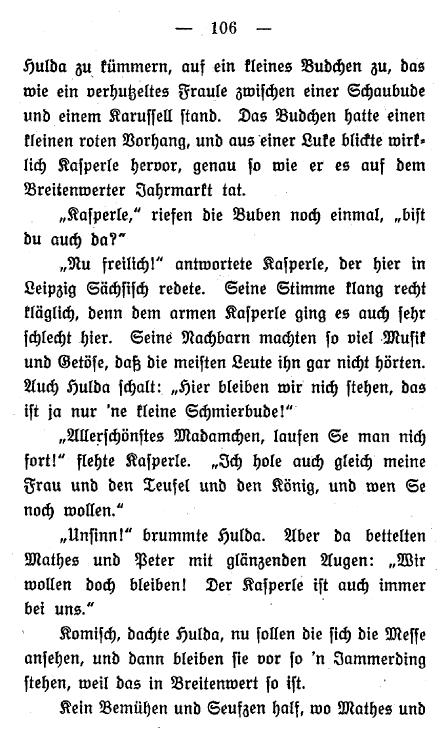 — 106 —
Hulda zu kümmern, auf ein kleines Budchen zu, das
wie ein verhutzeltes Fraule zwischen einer Schaubude
und einem Karussell stand. Das Budchen hatte einen
kleinen roten Vorhang, und aus einer Luke blickte wirk-
lich Kasperle hervor, genau so wie er es auf dem
Breitenwerter Jahrmarkt tat.
„Kasperle,“ riefen die Buben noch einmal, „bist
du auch da?“
„Nu freilich!“ antwortete Kasperle, der hier in
Leipzig Sächsisch redete. Seine Stimme klang recht
kläglich, denn dem armen Kasperle ging es auch sehr
schlecht hier. Seine Nachbarn machten so viel Musik
und Getöse, daß die meisten Leute ihn gar nicht hörten.
Auch Hulda schalt: „Hier bleiben wir nich stehen, das
ist ja nur 'ne kleine Schmierbude!“
„Allerschönstes Madamchen, laufen Se man nich
fort!“ flehte Kasperle. „Ich hole auch gleich meine
Frau und den Teufel und den König, und wen Se
noch wollen.“
„Unsinn!“ brummte Hulda. Aber da bettelten
Mathes und Peter mit glänzenden Augen: „Wir
wollen doch bleiben! Der Kasperle ist auch immer
bei uns.“
Komisch, dachte Hulda, nu sollen die sich die Messe
ansehen, und dann bleiben sie vor so 'n Jammerding
stehen, weil das in Breitenwert so ist.
Kein Bemühen und Seufzen half, wo Mathes und